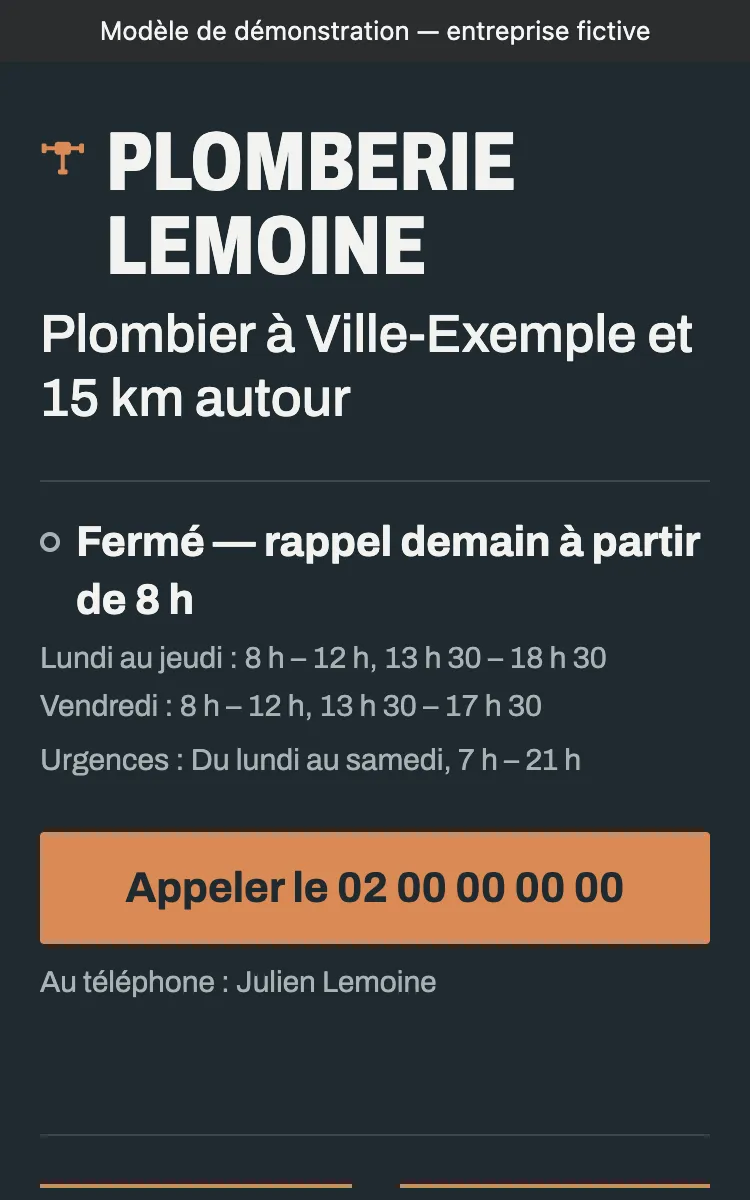 Modèle de démonstration — entreprise fictive
PLOMBERIE
LEMOINE
Plombier à Ville-Exemple et
15 km autour
Fermé — rappel demain à partir
de 8 h
Lundi au jeudi : 8 h – 12 h, 13 h 30 – 18 h 30
Vendredi : 8 h – 12 h, 13 h 30 – 17 h 30
Urgences : Du lundi au samedi, 7 h – 21 h
Appeler le 02 00 00 00 00
Au téléphone : Julien Lemoine